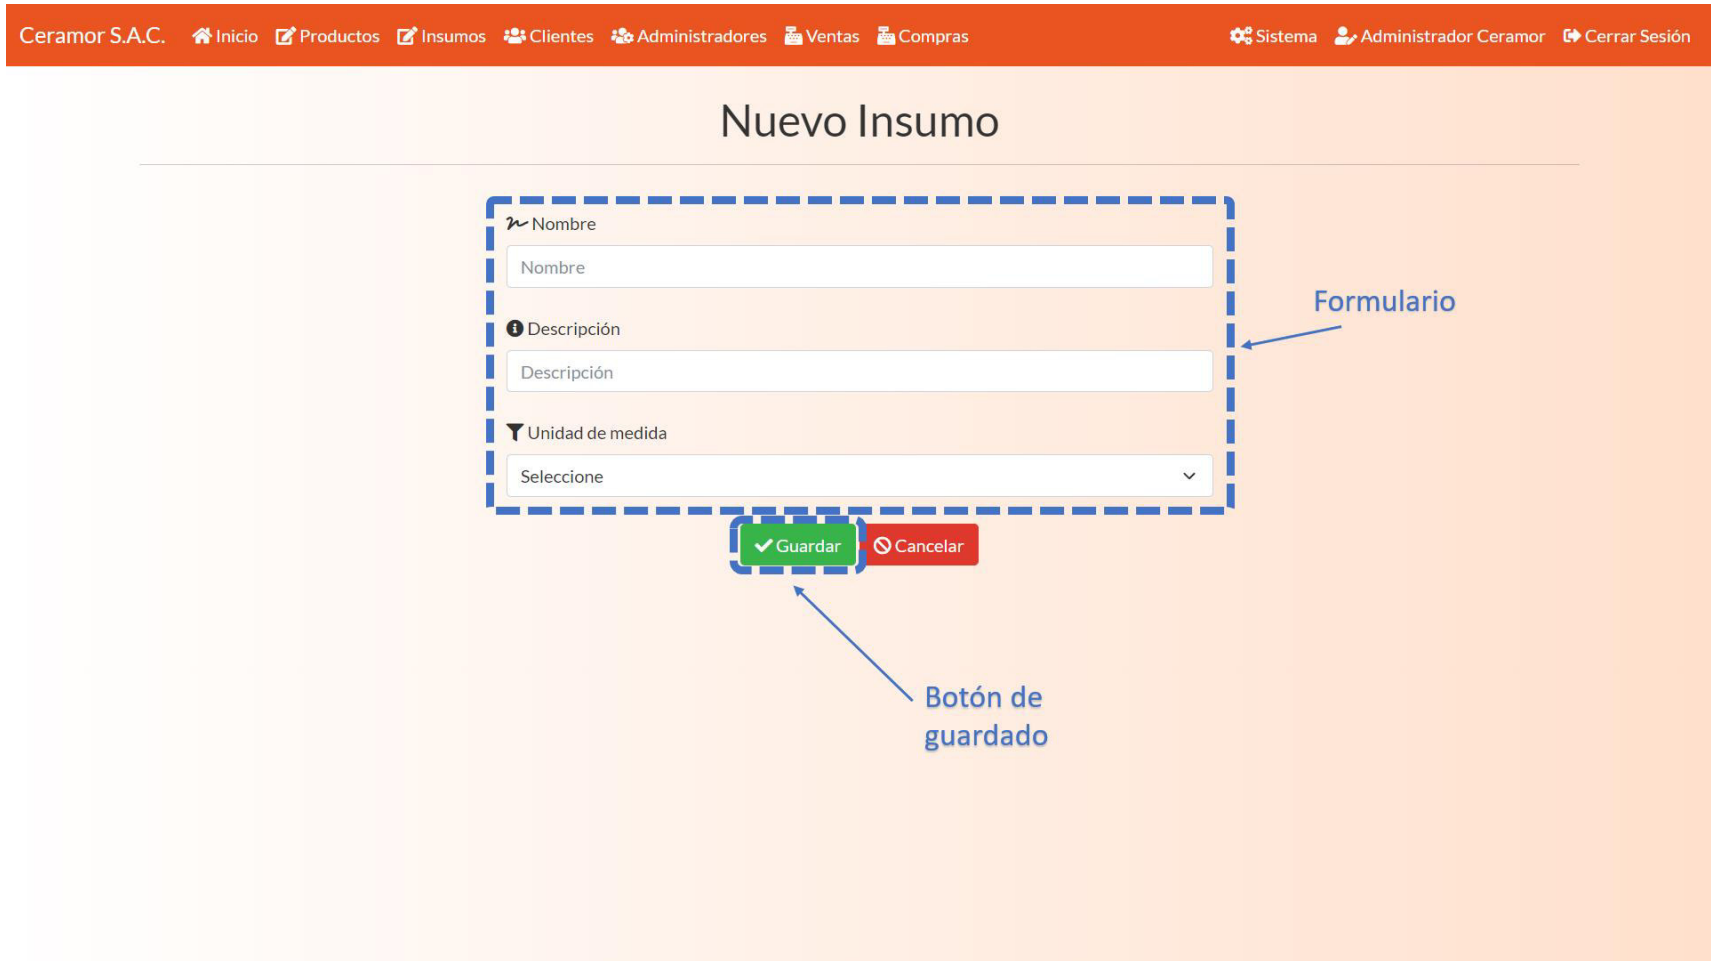 Ceramor S.A.C. Inicio Productos Insumos Clientes Administradores Ventas Compras Sistema Administrador Ceramor Cerrar Sesión
Nuevo Insumo
Nombre
Nombre
Descripción
Descripción
Unidad de medida
Seleccione
Formulario
Guardar Cancelar
Botón de
guardado